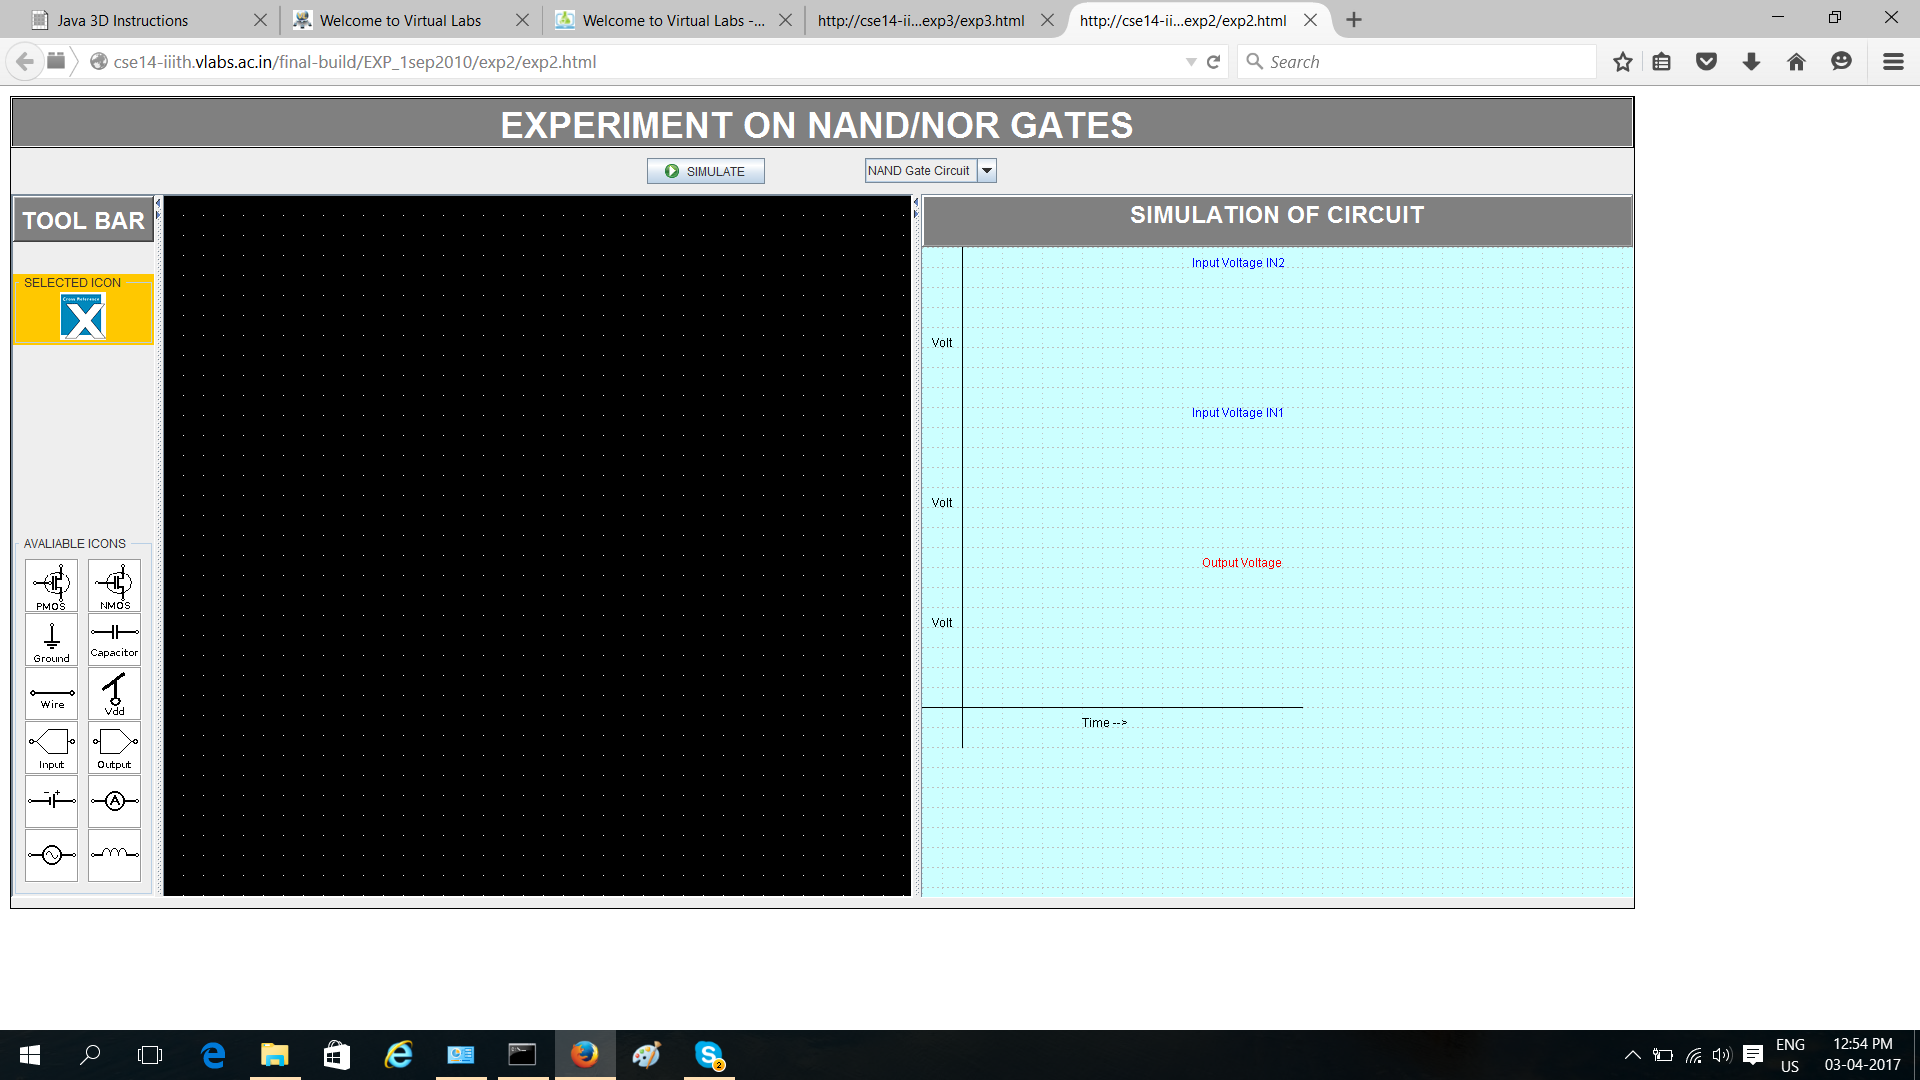 Java 3D Instructions
Welcome to Virtual Labs
Welcome to Virtual Labs -...
http://cse14-ii...exp3/exp3.html
http://cse14-ii...exp2/exp2.html
cse14-iiith.vlabs.ac.in/final-build/EXP_1sep2010/exp2/exp2.html
Search
EXPERIMENT ON NAND/NOR GATES
SIMULATE
NAND Gate Circuit
TOOL BAR
SELECTED ICON
Cross Reference
X
AVALIABLE ICONS
PMOS
NMOS
Ground
Capacitor
Wire
Vdd
Input
Output
A
SIMULATION OF CIRCUIT
Input Voltage IN2
Volt
Input Voltage IN1
Volt
Output Voltage
Volt
Time -->
2
ENG
US
12:54 PM
03-04-2017